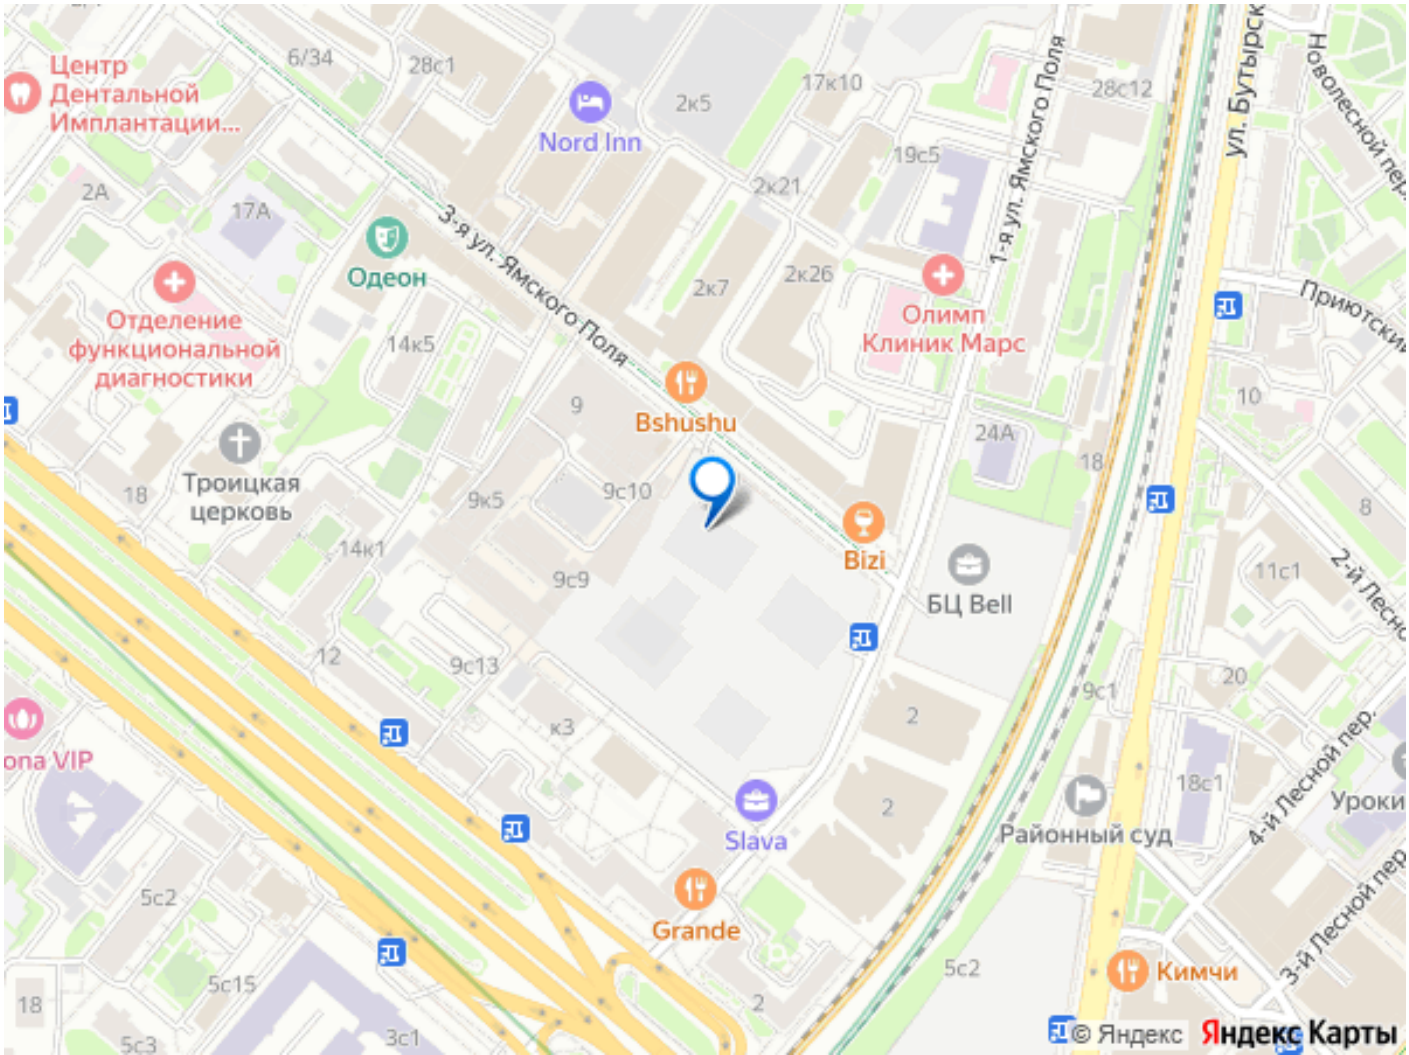 ул. Бутырск
Новолесной пер.
6/34
28с1
Центр
Дентальной
Имплантации...
17к10
28с12
2к5
Nord Inn
1-я ул. Ямского Поля
19с5
2А
2к21
17А
3-я ул. Ямского Поля
Одеон
2к7
2к26
Приютский
Отделение
функциональной
диагностики
14к5
Олимп
Клиник Марс
9
10
Bshushu
24А
18
Троицкая
церковь
18
9к5
9с10
8
14к1
Bizi
2-й Лесно
11с1
9с9
БЦ Bell
12
9с13
20
9с1
к3
2
4-й Лесной пер.
ona VIP
18с1
2
Уроки
Slava
Районный суд
5с2
3-й Лесной пер.
Grande
5с2
Кимчи
5с15
18
2
3с1
5с3
© Яндекс Яндекс Карты